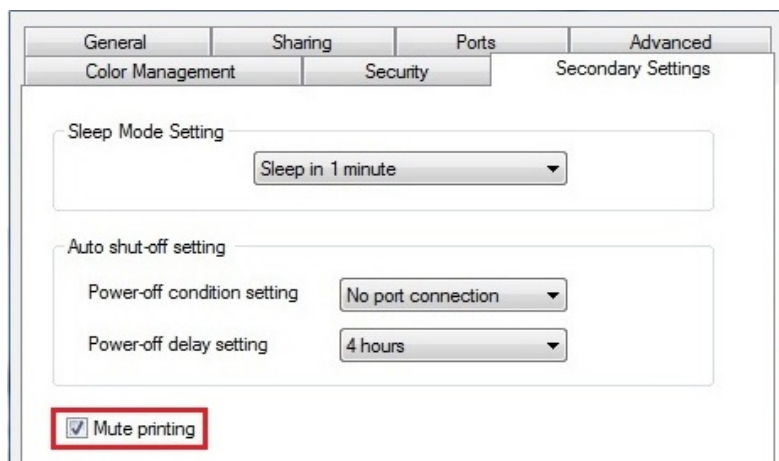 General Sharing Ports Advanced
Color Management Security Secondary Settings
Sleep Mode Setting
Sleep in 1 minute
Auto shut-off setting
Power-off condition setting No port connection
Power-off delay setting 4 hours
Mute printing